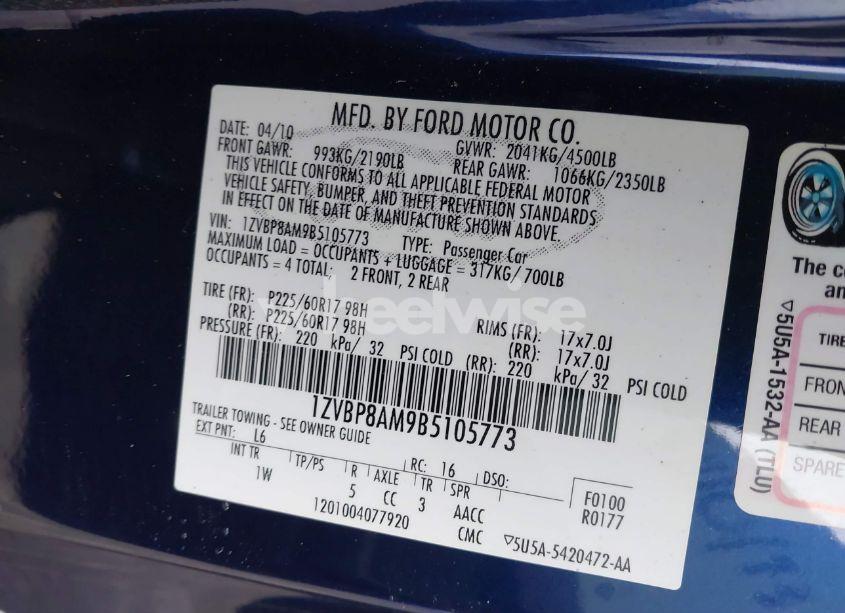 MFD. BY FORD MOTOR CO.
DATE: 04/10 GVWR: 2041KG/4500LB
FRONT GAWR: 993KG/2190LB REAR GAWR: 1066KG/2350LB
THIS VEHICLE CONFORMS TO ALL APPLICABLE FEDERAL MOTOR
VEHICLE SAFETY, BUMPER, AND THEFT PREVENTION STANDARDS
IN EFFECT ON THE DATE OF MANUFACTURE SHOWN ABOVE.
VIN: 1ZVBP8AM9B5105773 TYPE: Passenger Car
MAXIMUM LOAD = OCCUPANTS + LUGGAGE = 317KG/700LB
OCCUPANTS = 4 TOTAL; 2 FRONT, 2 REAR
TIRE (FR): P225/60R17 98H RIMS (FR): 17x7.0J
(RR): P225/60R17 98H (RR): 17x7.0J
PRESSURE (FR): 220 kPa/ 32 PSI COLD (RR): 220 kPa/ 32 PSI COLD
1ZVBP8AM9B5105773
TRAILER TOWING - SEE OWNER GUIDE
EXT PNT: L6 RC: 16 DSO:
INT TR TP/PS R AXLE TR SPR F0100
1W 5 CC 3 AACC R0177
1201004077920 CMC ▽5U5A-5420472-AA
wheelwise
The co
an
TIRE
FRON
REAR
SPARE
▽5U5A-1532-AA (TLU)